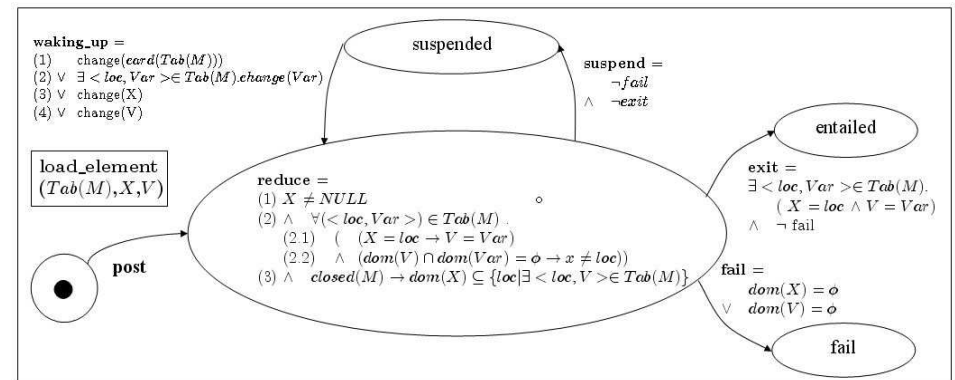 waking_up =
(1) change(card(Tab(M)))
(2) ∨ ∃ < loc, Var >∈ Tab(M).change(Var)
(3) ∨ change(X)
(4) ∨ change(V)
suspended
suspend =
¬fail
∧ ¬exit
entailed
load_element
(Tab(M),X,V)
exit =
∃ < loc, Var >∈ Tab(M).
( X = loc ∧ V = Var)
∧ ¬ fail
reduce =
(1) X ≠ NULL
(2) ∧ ∀(< loc, Var >) ∈ Tab(M) .
(2.1) ( (X = loc → V = Var)
(2.2) ∧ (dom(V) ∩ dom(Var) = ϕ → x ≠ loc))
(3) ∧ closed(M) → dom(X) ⊆ {loc|∃ < loc, V >∈ Tab(M)}
post
fail =
dom(X) = ϕ
∨ dom(V) = ϕ
fail